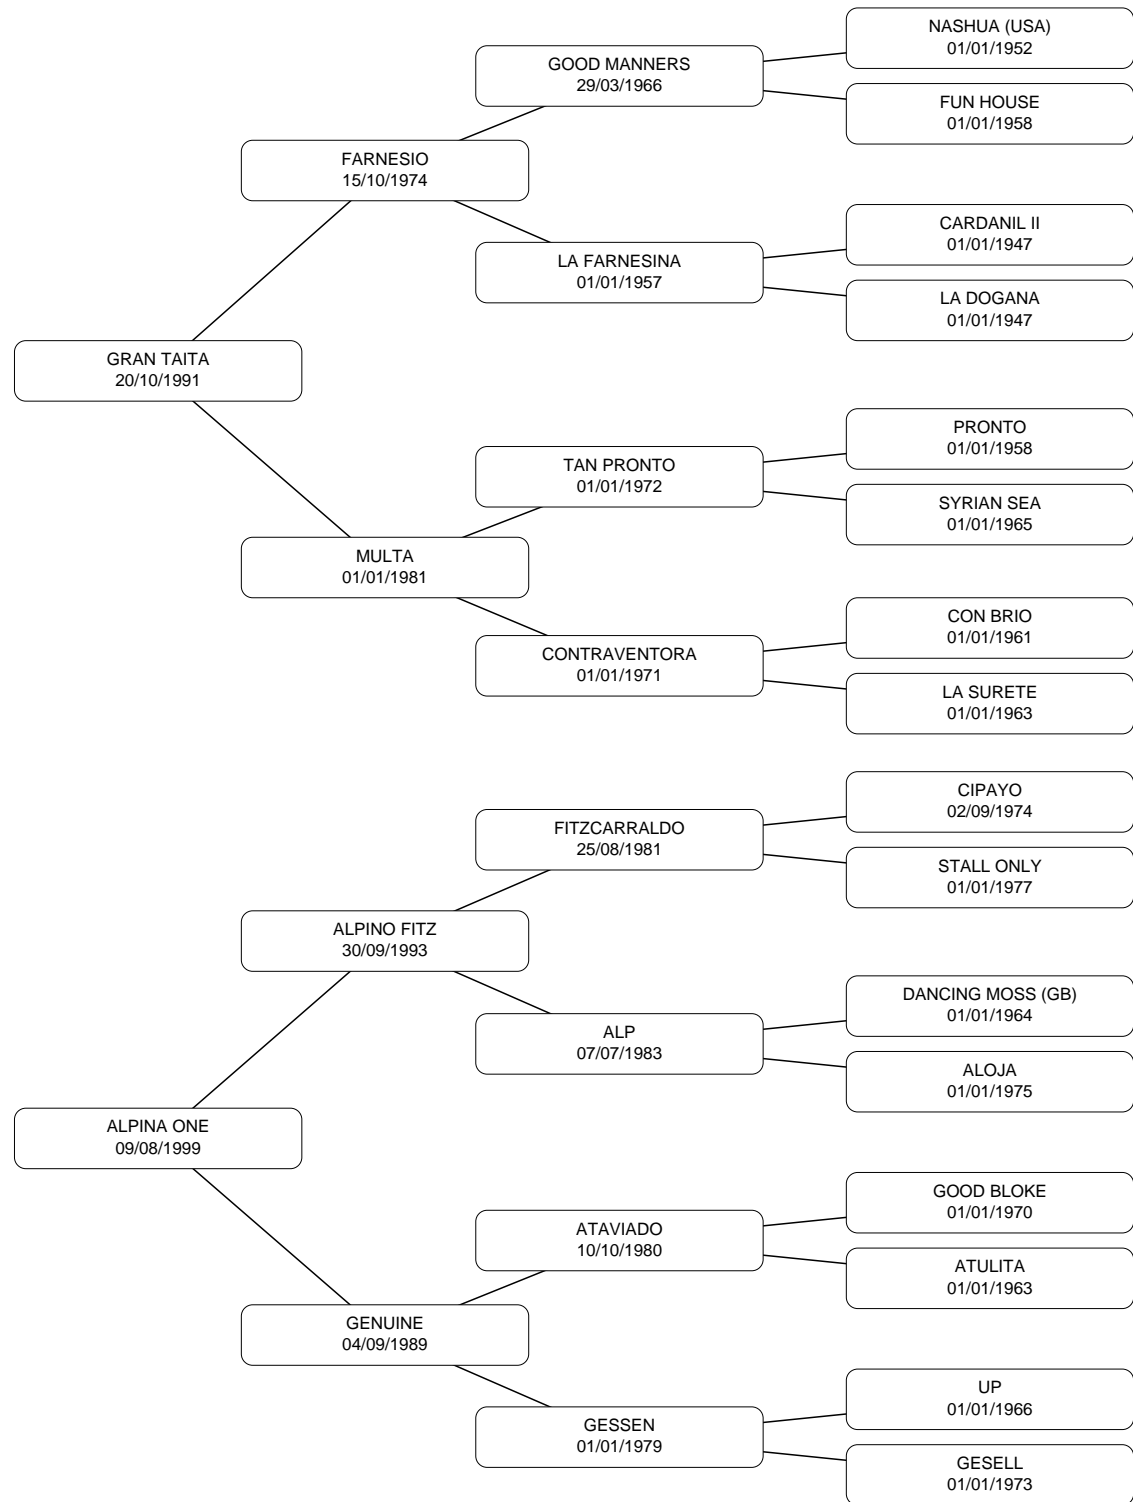 NASHUA (USA)
01/01/1952
GOOD MANNERS
29/03/1966
FUN HOUSE
01/01/1958
FARNESIO
15/10/1974
CARDANIL II
01/01/1947
LA FARNESINA
01/01/1957
LA DOGANA
01/01/1947
GRAN TAITA
20/10/1991
PRONTO
01/01/1958
TAN PRONTO
01/01/1972
SYRIAN SEA
01/01/1965
MULTA
01/01/1981
CON BRIO
01/01/1961
CONTRAVENTORA
01/01/1971
LA SURETE
01/01/1963
CIPAYO
02/09/1974
FITZCARRALDO
25/08/1981
STALL ONLY
01/01/1977
ALPINO FITZ
30/09/1993
DANCING MOSS (GB)
01/01/1964
ALP
07/07/1983
ALOJA
01/01/1975
ALPINA ONE
09/08/1999
GOOD BLOKE
01/01/1970
ATAVIADO
10/10/1980
ATULITA
01/01/1963
GENUINE
04/09/1989
UP
01/01/1966
GESSEN
01/01/1979
GESELL
01/01/1973